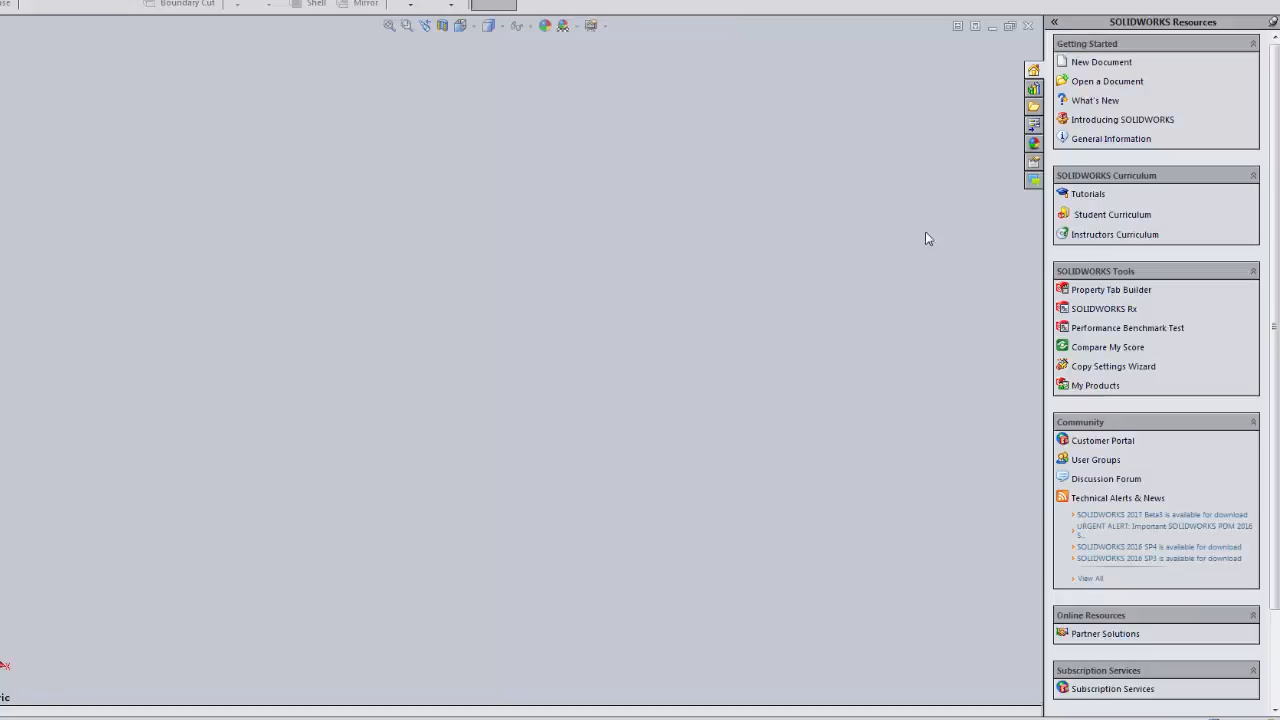 se
Boundary Cut
Shell
Mirror
SOLIDWORKS Resources
Getting Started
New Document
Open a Document
What's New
Introducing SOLIDWORKS
General Information
SOLIDWORKS Curriculum
Tutorials
Student Curriculum
Instructors Curriculum
SOLIDWORKS Tools
Property Tab Builder
SOLIDWORKS Rx
Performance Benchmark Test
Compare My Score
Copy Settings Wizard
My Products
Community
Customer Portal
User Groups
Discussion Forum
Technical Alerts & News
SOLIDWORKS 2017 Beta3 is available for download
URGENT ALERT: Important SOLIDWORKS PDM 2016
S...
SOLIDWORKS 2016 SP4 is available for download
SOLIDWORKS 2016 SP3 is available for download
View All
Online Resources
Partner Solutions
Subscription Services
Subscription Services
X
ric